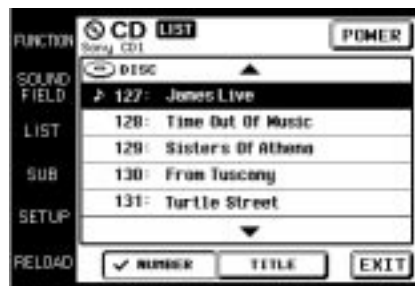 FUNCTION
SOUND FIELD
LIST
SUB
SETUP
RELOAD
CD LIST
Sony CD1
POWER
DISC
127: James Live
128: Time Out Of Music
129: Sisters Of Athena
130: From Tuscany
131: Turtle Street
NUMBER
TITLE
EXIT